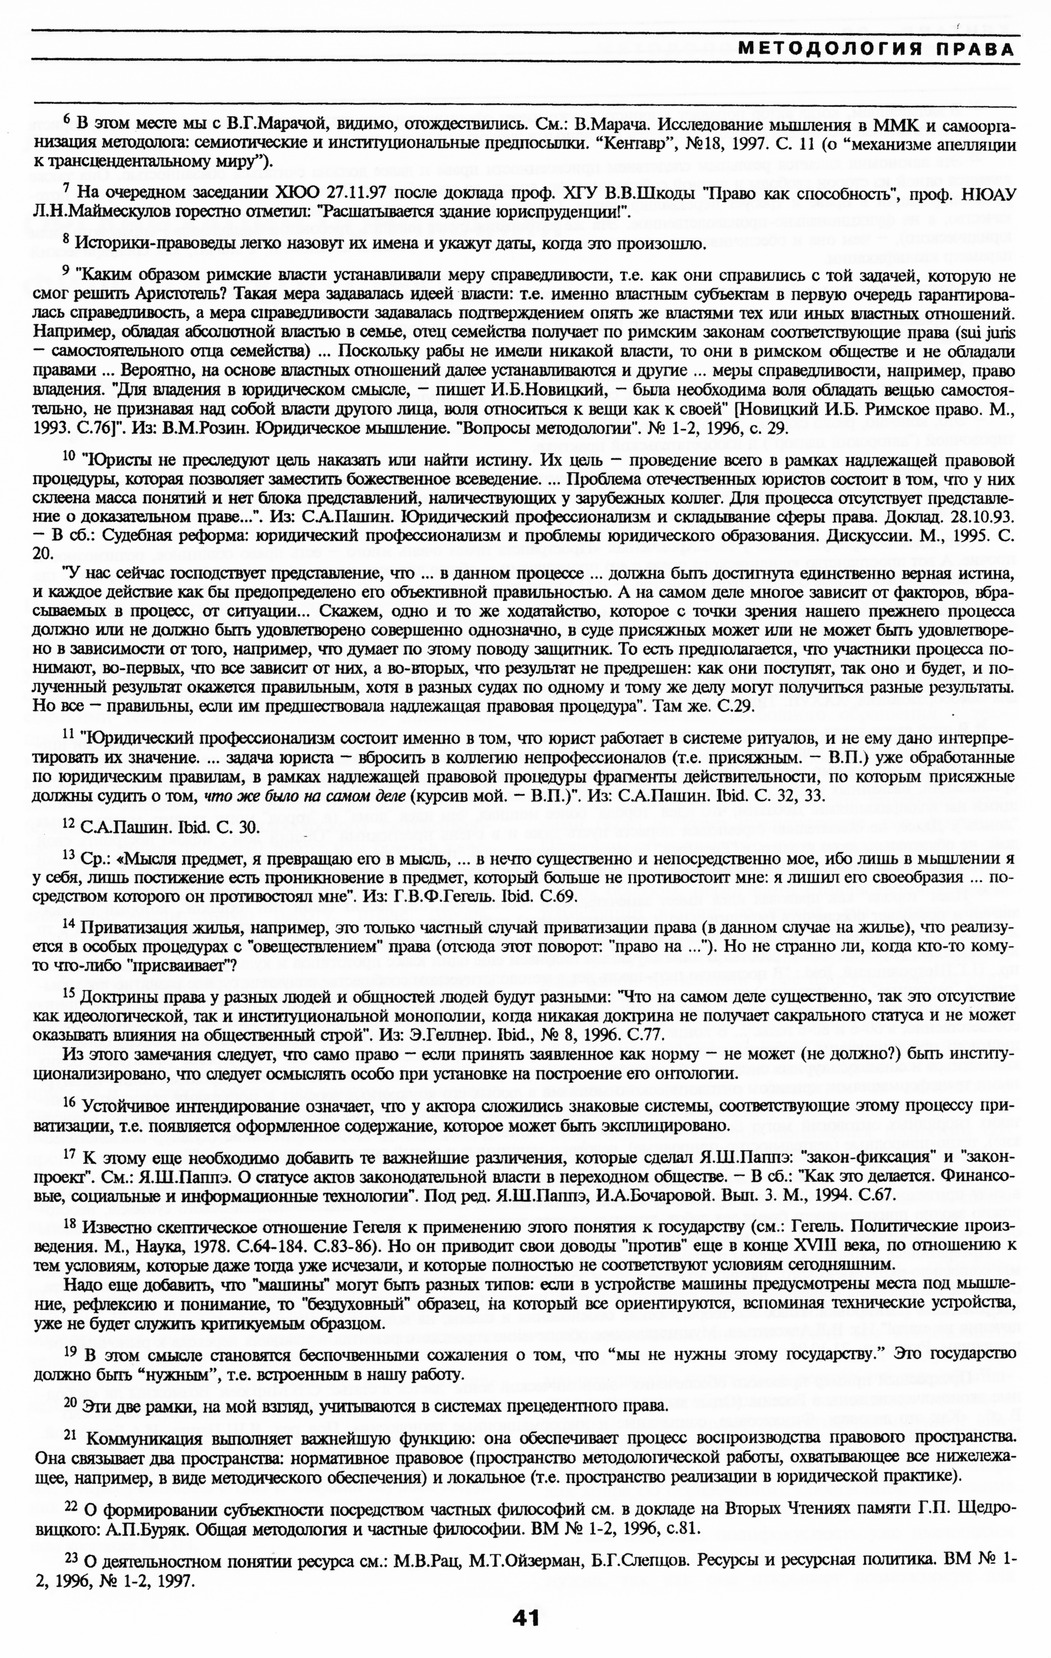 МЕТОДОЛОГИЯ ПРАВА
6 В этом месте мы с В.Г.Марачой, видимо, отождествились. См.: В.Марача. Исследование мышления в ММК и самоорга-
низация методолога: семиотические и институциональные предпосылки. “Кентавр”, №18, 1997. С. 11 (о “механизме апелляции
к трансцендентальному миру”).
7 На очередном заседании ХЮО 27.11.97 после доклада проф. ХГУ В.В.Шкоды "Право как способность", проф. НЮАУ
Л.Н.Маймескулов горестно отметил: "Расшатывается здание юриспруденции!".
8 Историки-правоведы легко назовут их имена и укажут даты, когда это произошло.
9 "Каким образом римские власти устанавливали меру справедливости, т.е. как они справились с той задачей, которую не
смог решить Аристотель? Такая мера задавалась идеей власти: т.е. именно властным субъектам в первую очередь гарантирова-
лась справедливость, а мера справедливости задавалась подтверждением опять же властями тех или иных властных отношений.
Например, обладая абсолютной властью в семье, отец семейства получает по римским законам соответствующие права (sui juris
— самостоятельного отца семейства) ... Поскольку рабы не имели никакой власти, то они в римском обществе и не обладали
правами ... Вероятно, на основе властных отношений далее устанавливаются и другие ... меры справедливости, например, право
владения. "Для владения в юридическом смысле, — пишет И.Б.Новицкий, — была необходима воля обладать вещью самостоя-
тельно, не признавая над собой власти другого лица, воля относиться к вещи как к своей" [Новицкий И.Б. Римское право. М.,
1993. С.76]". Из: В.М.Розин. Юридическое мышление. "Вопросы методологии". № 1-2, 1996, с. 29.
10 "Юристы не преследуют цель наказать или найти истину. Их цель — проведение всего в рамках надлежащей правовой
процедуры, которая позволяет заместить божественное всеведение. ... Проблема отечественных юристов состоит в том, что у них
склеена масса понятий и нет блока представлений, наличествующих у зарубежных коллег. Для процесса отсутствует представле-
ние о доказательном праве...". Из: С.А.Пашин. Юридический профессионализм и складывание сферы права. Доклад. 28.10.93.
— В сб.: Судебная реформа: юридический профессионализм и проблемы юридического образования. Дискуссии. М., 1995. С.
20.
"У нас сейчас господствует представление, что ... в данном процессе ... должна быть достигнута единственно верная истина,
и каждое действие как бы предопределено его объективной правильностью. А на самом деле многое зависит от факторов, вбра-
сываемых в процесс, от ситуации... Скажем, одно и то же ходатайство, которое с точки зрения нашего прежнего процесса
должно или не должно быть удовлетворено совершенно однозначно, в суде присяжных может или не может быть удовлетворе-
но в зависимости от того, например, что думает по этому поводу защитник. То есть предполагается, что участники процесса по-
нимают, во-первых, что все зависит от них, а во-вторых, что результат не предрешен: как они поступят, так оно и будет, и по-
лученный результат окажется правильным, хотя в разных судах по одному и тому же делу могут получиться разные результаты.
Но все — правильны, если им предшествовала надлежащая правовая процедура". Там же. С.29.
11 "Юридический профессионализм состоит именно в том, что юрист работает в системе ритуалов, и не ему дано интерпре-
тировать их значение. ... задача юриста — вбросить в коллегию непрофессионалов (т.е. присяжным. — В.П.) уже обработанные
по юридическим правилам, в рамках надлежащей правовой процедуры фрагменты действительности, по которым присяжные
должны судить о том, что же было на самом деле (курсив мой. — В.П.)". Из: С.А.Пашин. Ibid. С. 32, 33.
12 С.А.Пашин. Ibid. С. 30.
13 Ср.: «Мысля предмет, я превращаю его в мысль, ... в нечто существенно и непосредственно мое, ибо лишь в мышлении я
у себя, лишь постижение есть проникновение в предмет, который больше не противостоит мне: я лишил его своеобразия ... по-
средством которого он противостоял мне". Из: Г.В.Ф.Гегель. Ibid. С.69.
14 Приватизация жилья, например, это только частный случай приватизации права (в данном случае на жилье), что реализу-
ется в особых процедурах с "овеществлением" права (отсюда этот поворот: "право на ..."). Но не странно ли, когда кто-то кому-
то что-либо "присваивает"?
15 Доктрины права у разных людей и общностей людей будут разными: "Что на самом деле существенно, так это отсутствие
как идеологической, так и институциональной монополии, когда никакая доктрина не получает сакрального статуса и не может
оказывать влияния на общественный строй". Из: Э.Геллнер. Ibid., № 8, 1996. С.77.
Из этого замечания следует, что само право — если принять заявленное как норму — не может (не должно?) быть институ-
ционализировано, что следует осмыслять особо при установке на построение его онтологии.
16 Устойчивое интендирование означает, что у актора сложились знаковые системы, соответствующие этому процессу при-
ватизации, т.е. появляется оформленное содержание, которое может быть эксплицировано.
17 К этому еще необходимо добавить те важнейшие различения, которые сделал Я.Ш.Паппэ: "закон-фиксация" и "закон-
проект". См.: Я.Ш.Паппэ. О статусе актов законодательной власти в переходном обществе. — В сб.: "Как это делается. Финансо-
вые, социальные и информационные технологии". Под ред. Я.Ш.Паппэ, И.А.Бочаровой. Вып. 3. М., 1994. С.67.
18 Известно скептическое отношение Гегеля к применению этого понятия к государству (см.: Гегель. Политические произ-
ведения. М., Наука, 1978. С.64-184. С.83-86). Но он приводит свои доводы "против" еще в конце XVIII века, по отношению к
тем условиям, которые даже тогда уже исчезали, и которые полностью не соответствуют условиям сегодняшним.
Надо еще добавить, что "машины" могут быть разных типов: если в устройстве машины предусмотрены места под мышле-
ние, рефлексию и понимание, то "бездуховный" образец, на который все ориентируются, вспоминая технические устройства,
уже не будет служить критикуемым образцом.
19 В этом смысле становятся беспочвенными сожаления о том, что “мы не нужны этому государству.” Это государство
должно быть “нужным”, т.е. встроенным в нашу работу.
20 Эти две рамки, на мой взгляд, учитываются в системах прецедентного права.
21 Коммуникация выполняет важнейшую функцию: она обеспечивает процесс воспроизводства правового пространства.
Она связывает два пространства: нормативное правовое (пространство методологической работы, охватывающее все нижележа-
щее, например, в виде методического обеспечения) и локальное (т.е. пространство реализации в юридической практике).
22 О формировании субъектности посредством частных философий см. в докладе на Вторых Чтениях памяти Г.П. Щедро-
вицкого: А.П.Буряк. Общая методология и частные философии. ВМ № 1-2, 1996, с.81.
23 О деятельностном понятии ресурса см.: М.В.Рац, М.Т.Ойзерман, Б.Г.Слепцов. Ресурсы и ресурсная политика. ВМ № 1-
2, 1996, № 1-2, 1997.
41